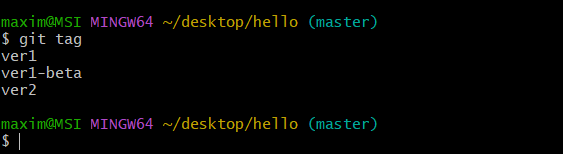 maxim@MSI MINGW64 ~/desktop/hello (master)
$ git tag
ver1
ver1-beta
ver2
maxim@MSI MINGW64 ~/desktop/hello (master)
$